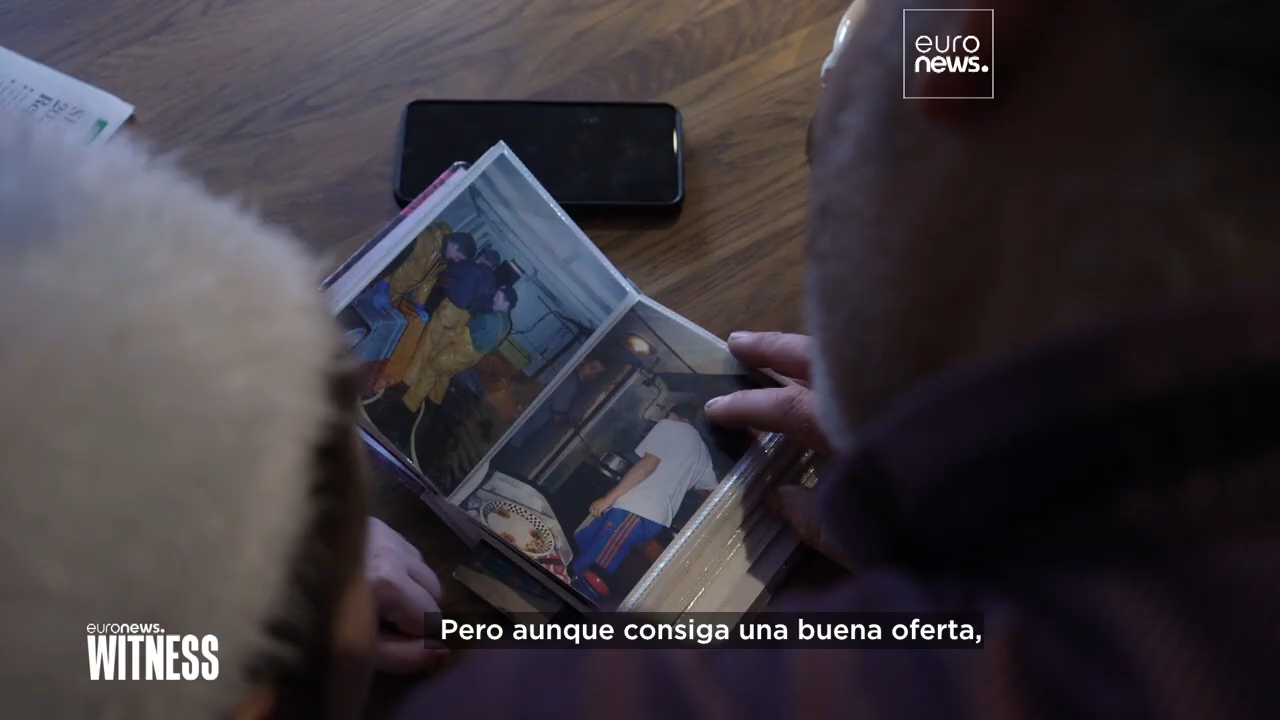 euro
news.
euronews.
WITNESS
Pero aunque consiga una buena oferta,